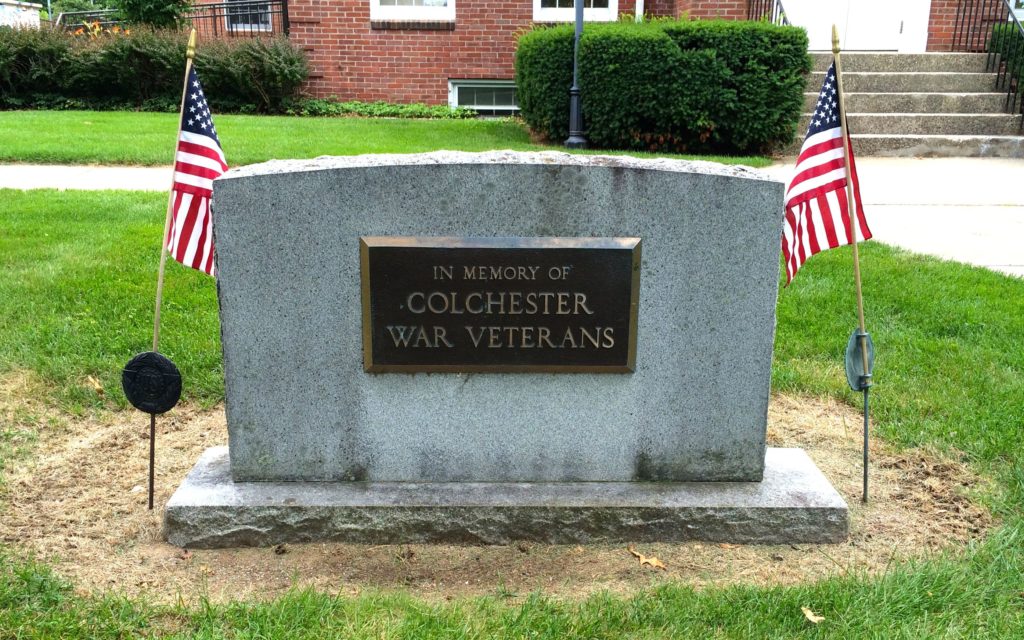 IN MEMORY OF
COLCHESTER
WAR VETERANS